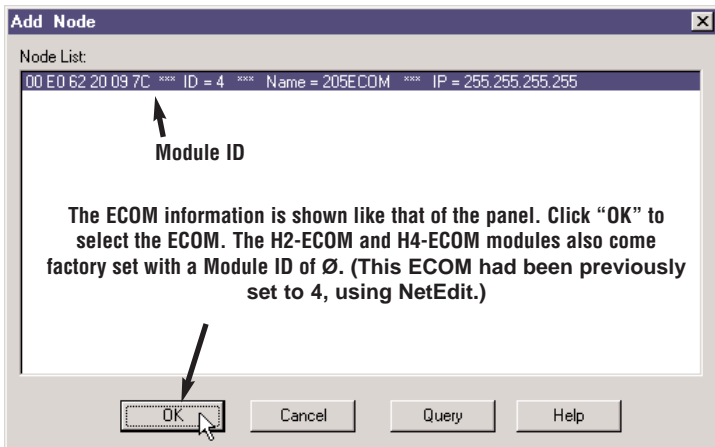 Add Node
Node List:
00 E0 62 20 09 7C *** ID = 4 *** Name = 205ECOM *** IP = 255.255.255.255
Module ID
The ECOM information is shown like that of the panel. Click “OK” to
select the ECOM. The H2-ECOM and H4-ECOM modules also come
factory set with a Module ID of Ø. (This ECOM had been previously
set to 4, using NetEdit.)
OK
Cancel
Query
Help